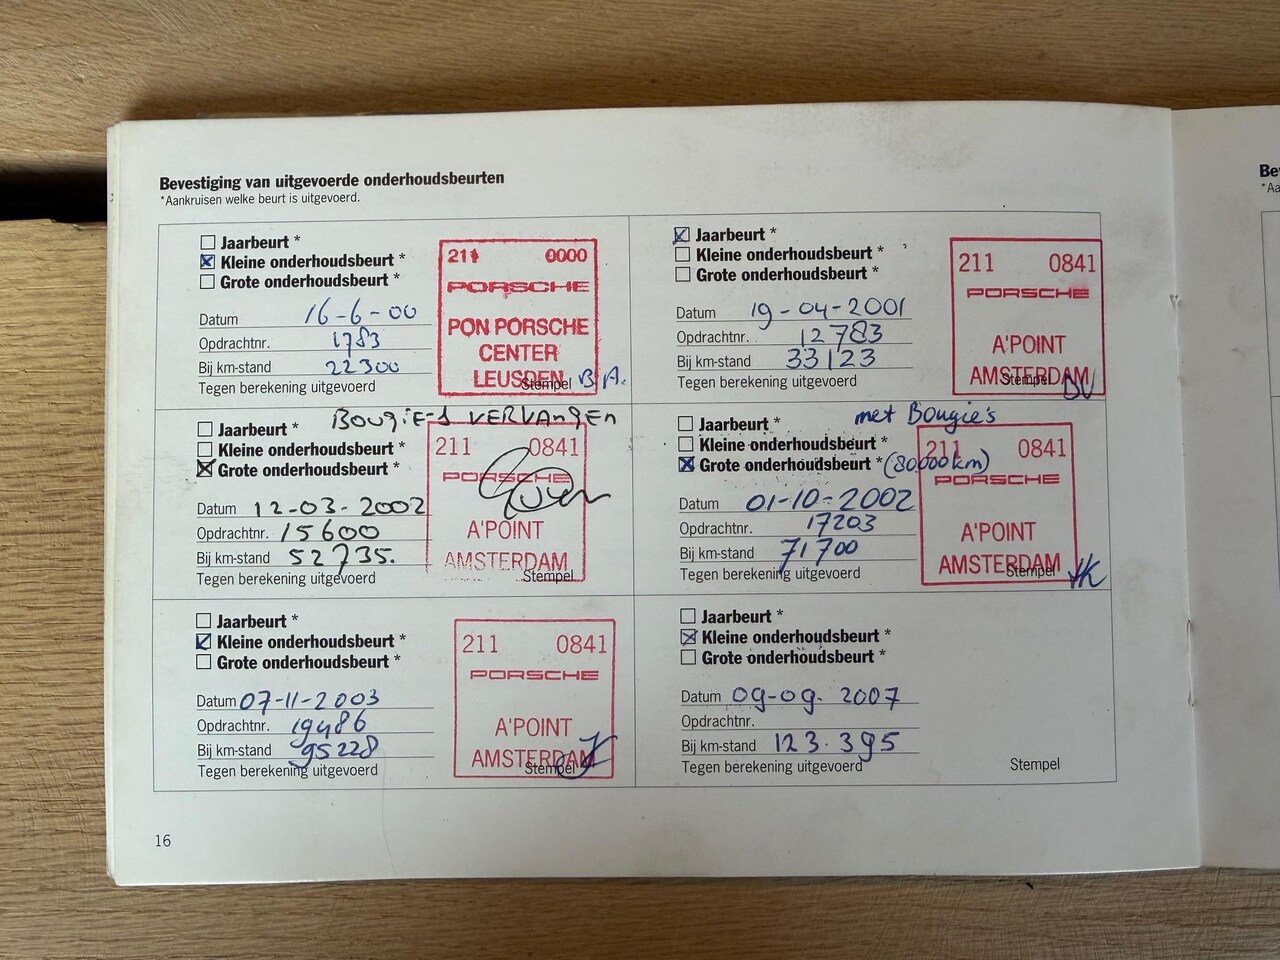 Bevestiging van uitgevoerde onderhoudsbeurten
*Aankruisen welke beurt is uitgevoerd.
Jaarbeurt *
Kleine onderhoudsbeurt *
Grote onderhoudsbeurt *
Datum 16-6-00
Opdrachtnr. 1783
Bij km-stand 22300
Tegen berekening uitgevoerd
211 0000
PORSCHE
PON PORSCHE
CENTER
LEUSDEN
Stempel B.A.
Jaarbeurt *
Kleine onderhoudsbeurt *
Grote onderhoudsbeurt *
Datum 19-04-2001
Opdrachtnr. 12783
Bij km-stand 33123
Tegen berekening uitgevoerd
211 0841
PORSCHE
A'POINT
AMSTERDAM
Stempel
BOUGIE-S VERVANGEN
Jaarbeurt *
Kleine onderhoudsbeurt *
Grote onderhoudsbeurt *
Datum 12-03-2002
Opdrachtnr. 15600
Bij km-stand 52735.
Tegen berekening uitgevoerd
211 0841
PORSCHE
A'POINT
AMSTERDAM
Stempel
met Bougie's
Jaarbeurt *
Kleine onderhoudsbeurt *
Grote onderhoudsbeurt * (80.000km)
Datum 01-10-2002
Opdrachtnr. 17203
Bij km-stand 71700
Tegen berekening uitgevoerd
211 0841
PORSCHE
A'POINT
AMSTERDAM
Stempel
Jaarbeurt *
Kleine onderhoudsbeurt *
Grote onderhoudsbeurt *
Datum 07-11-2003
Opdrachtnr. 19486
Bij km-stand 95228
Tegen berekening uitgevoerd
211 0841
PORSCHE
A'POINT
AMSTERDAM
Stempel
Jaarbeurt *
Kleine onderhoudsbeurt *
Grote onderhoudsbeurt *
Datum 09-09-2007
Opdrachtnr.
Bij km-stand 123.395
Tegen berekening uitgevoerd
Stempel
16
Be
*Aa